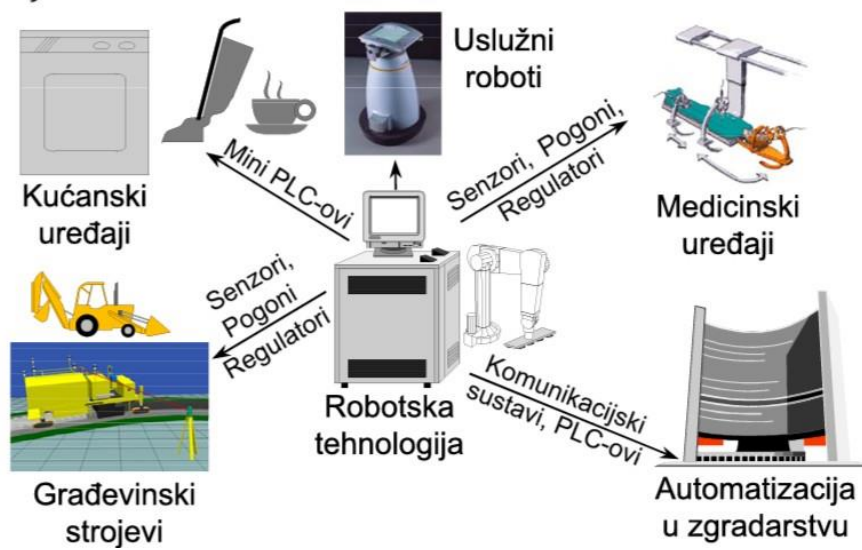 Uslužni
roboti
Mini PLC-ovi
Senzori, Pogoni,
Regulatori
Kućanski
uređaji
Medicinski
uređaji
Senzori,
Pogoni
Regulatori
Robotska
tehnologija
Komunikacijski
sustavi, PLC-ovi
Građevinski
strojevi
Automatizacija
u zgradarstvu